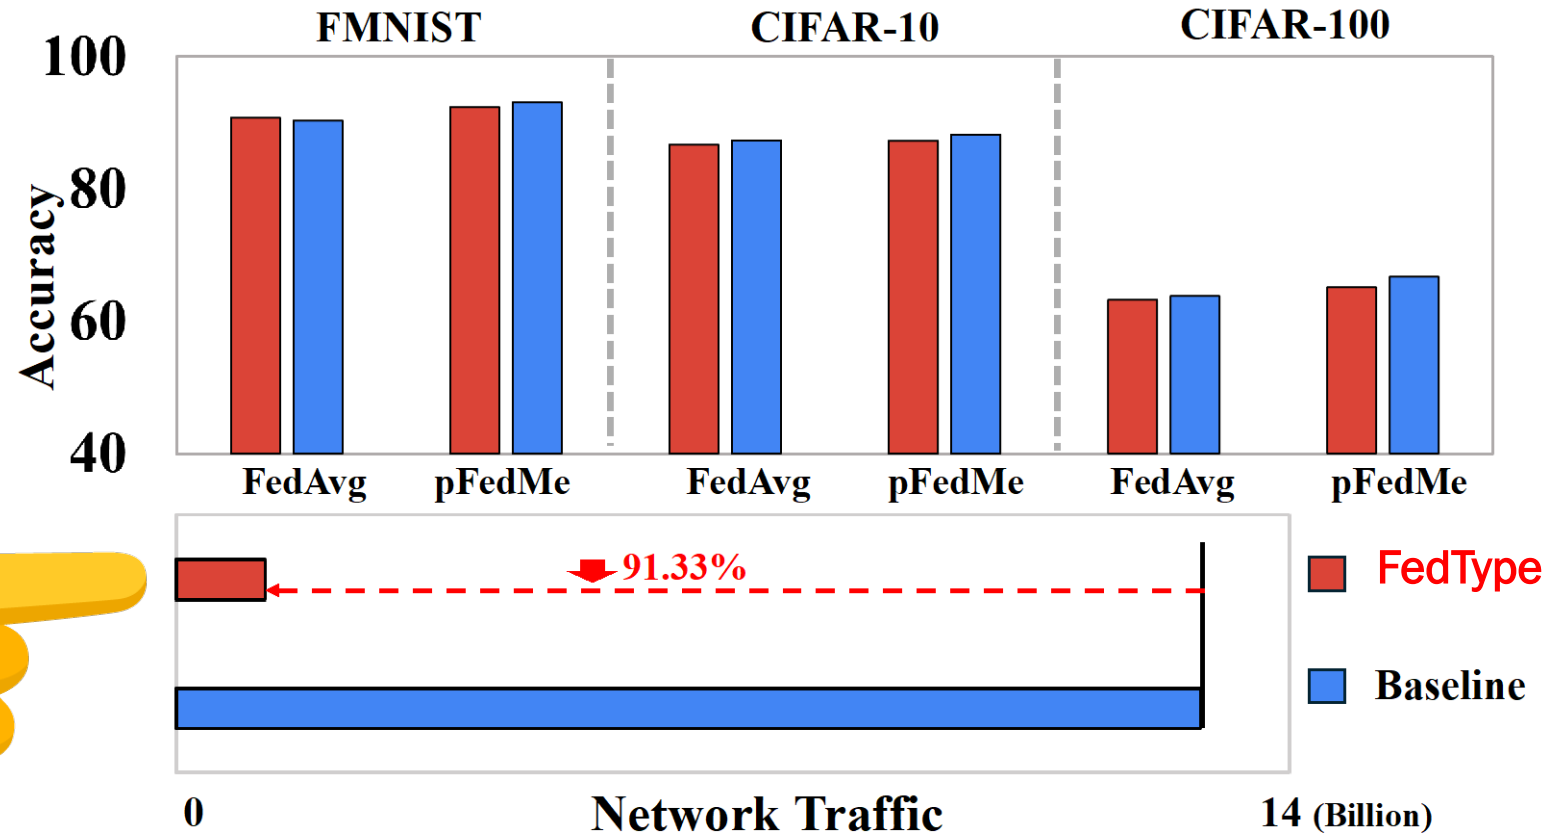 FMNIST CIFAR-10 CIFAR-100
100
80
60
40
Accuracy
FedAvg pFedMe FedAvg pFedMe FedAvg pFedMe
91.33%
FedType
Baseline
0 Network Traffic 14 (Billion)